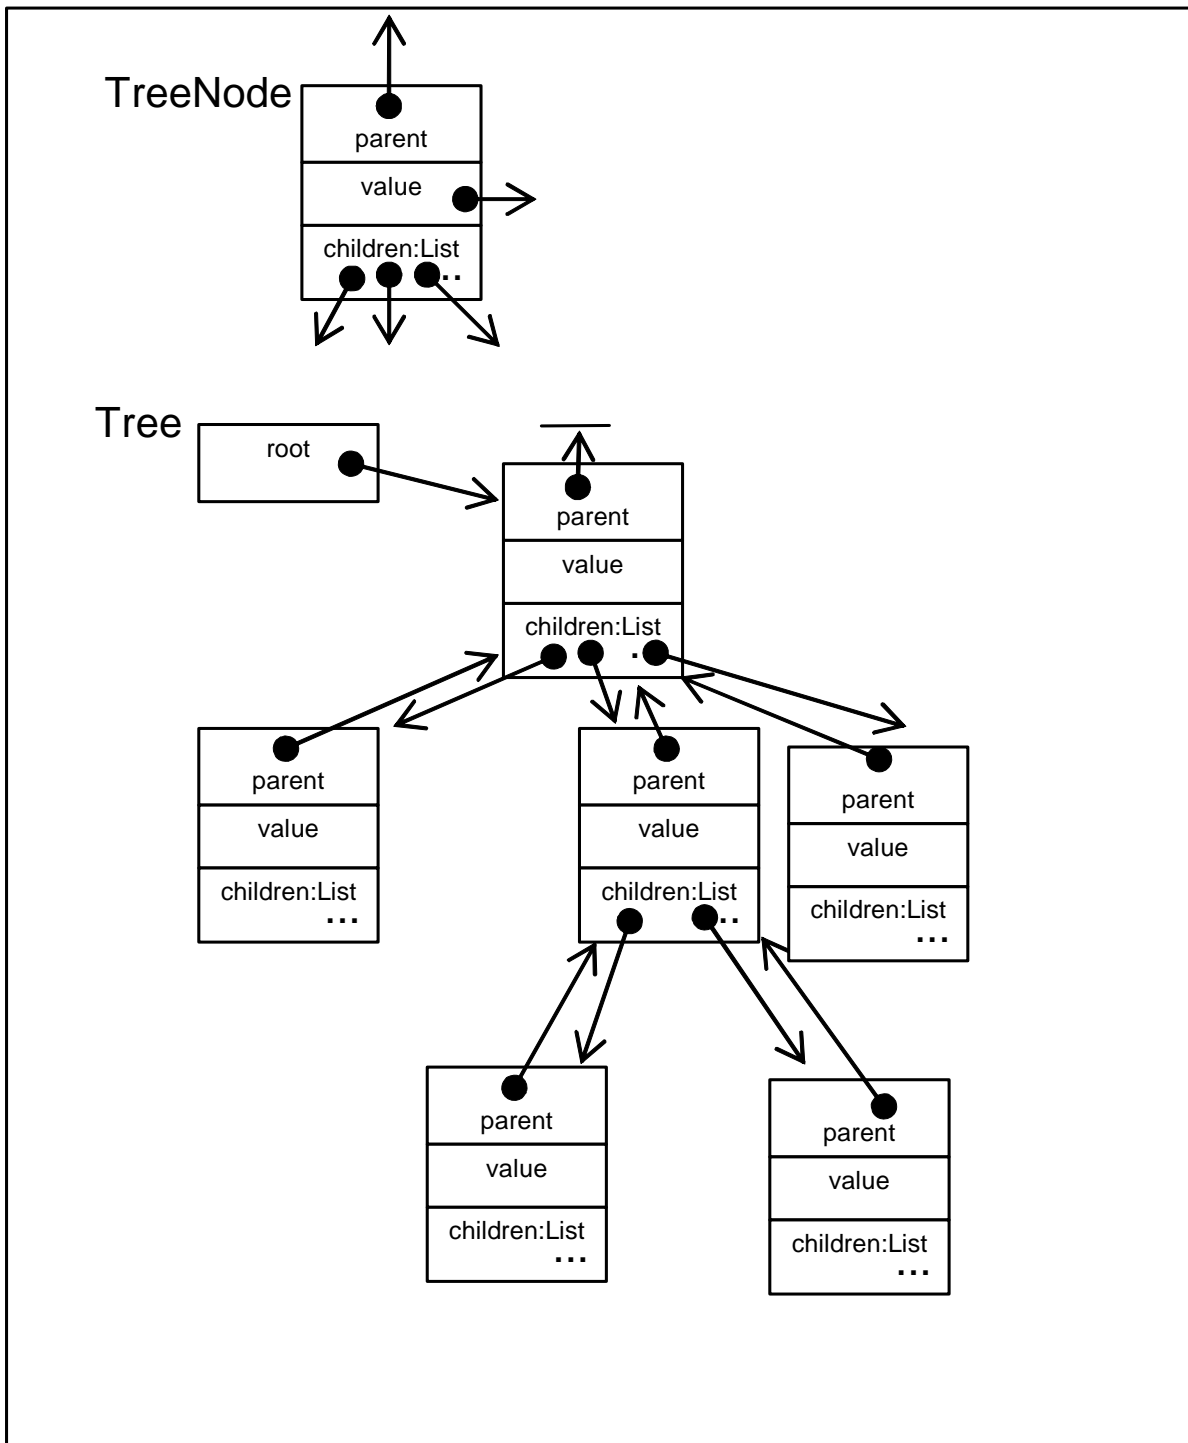 TreeNode
parent
value
children:List
..
Tree
root
parent
value
children:List
.
parent
value
children:List
...
parent
value
children:List
..
parent
value
children:List
...
parent
value
children:List
...
parent
value
children:List
...